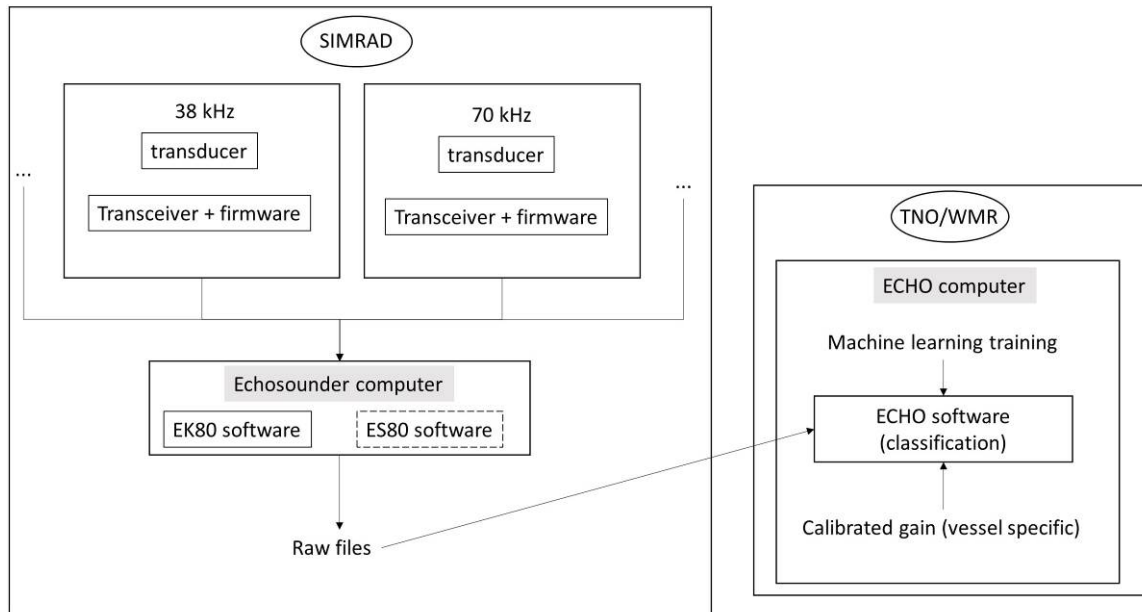 SIMRAD
38 kHz
transducer
Transceiver + firmware
70 kHz
transducer
Transceiver + firmware
...
...
Echosounder computer
EK80 software
ES80 software
Raw files
TNO/WMR
ECHO computer
Machine learning training
ECHO software
(classification)
Calibrated gain (vessel specific)